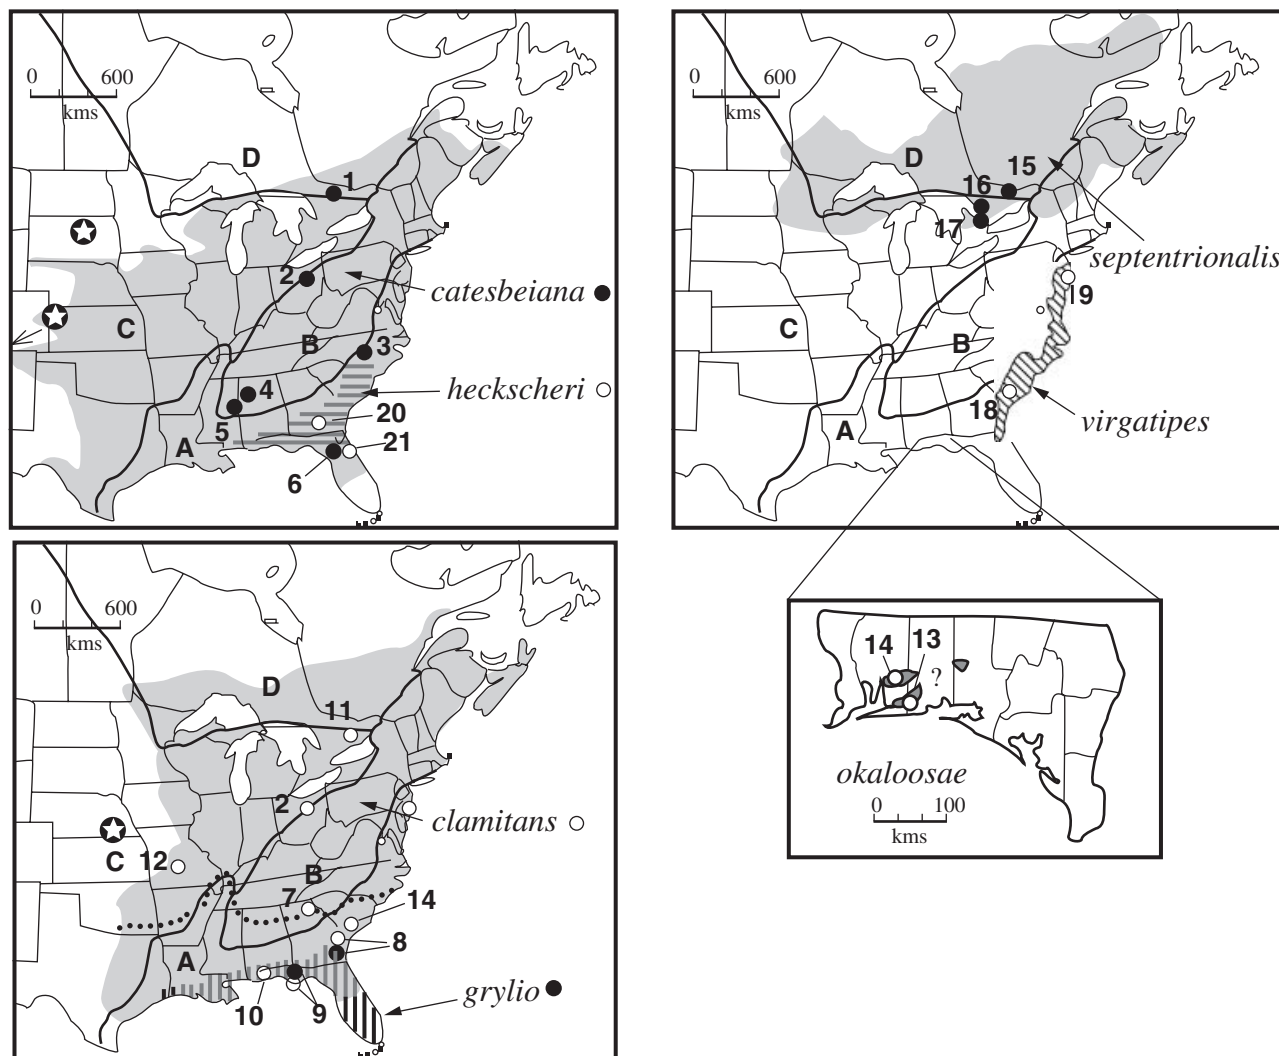 0 600
kms
D
1
2
catesbeiana
C
B
3
4
heckscheri
20
5
A
21
6
0 600
kms
D
15
16
17
septentrionalis
19
C
B
18
virgatipes
A
0 600
kms
D
11
2
clamitans
C 12
B
7
14
8
A
grylio
10 9
14 13
?
okaloosae
0 100
kms